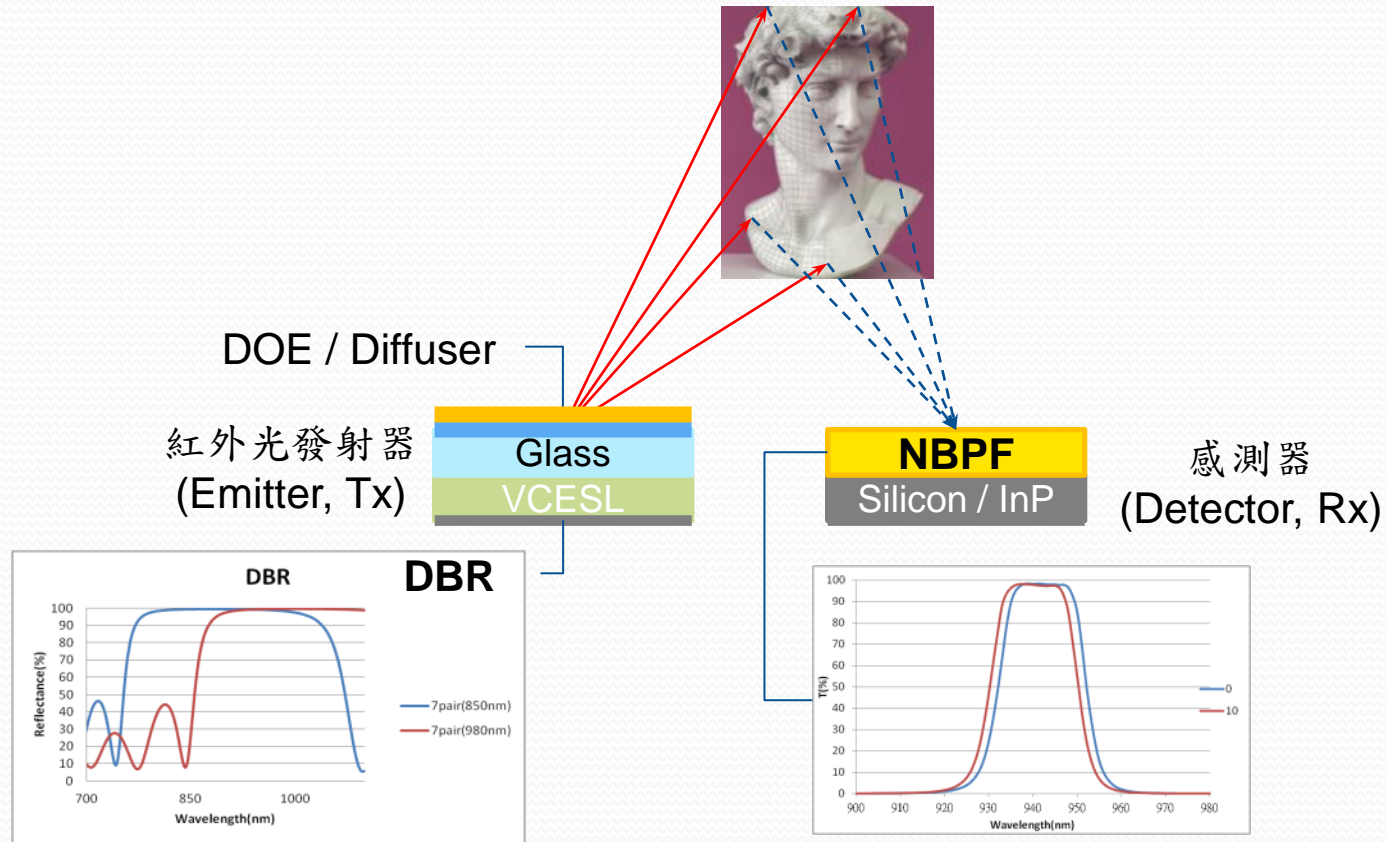 DOE / Diffuser
紅外光發射器
(Emitter, Tx)
Glass
VCESL
NBPF
Silicon / InP
感測器
(Detector, Rx)
DBR
DBR
100
90
80
70
60
50
40
30
20
10
0
Reflectance(%)
700
850
1000
Wavelength(nm)
7pair(850nm)
7pair(980nm)
100
90
80
70
60
50
40
30
20
10
0
T(%)
900
910
920
930
940
950
960
970
980
Wavelength(nm)
0
10